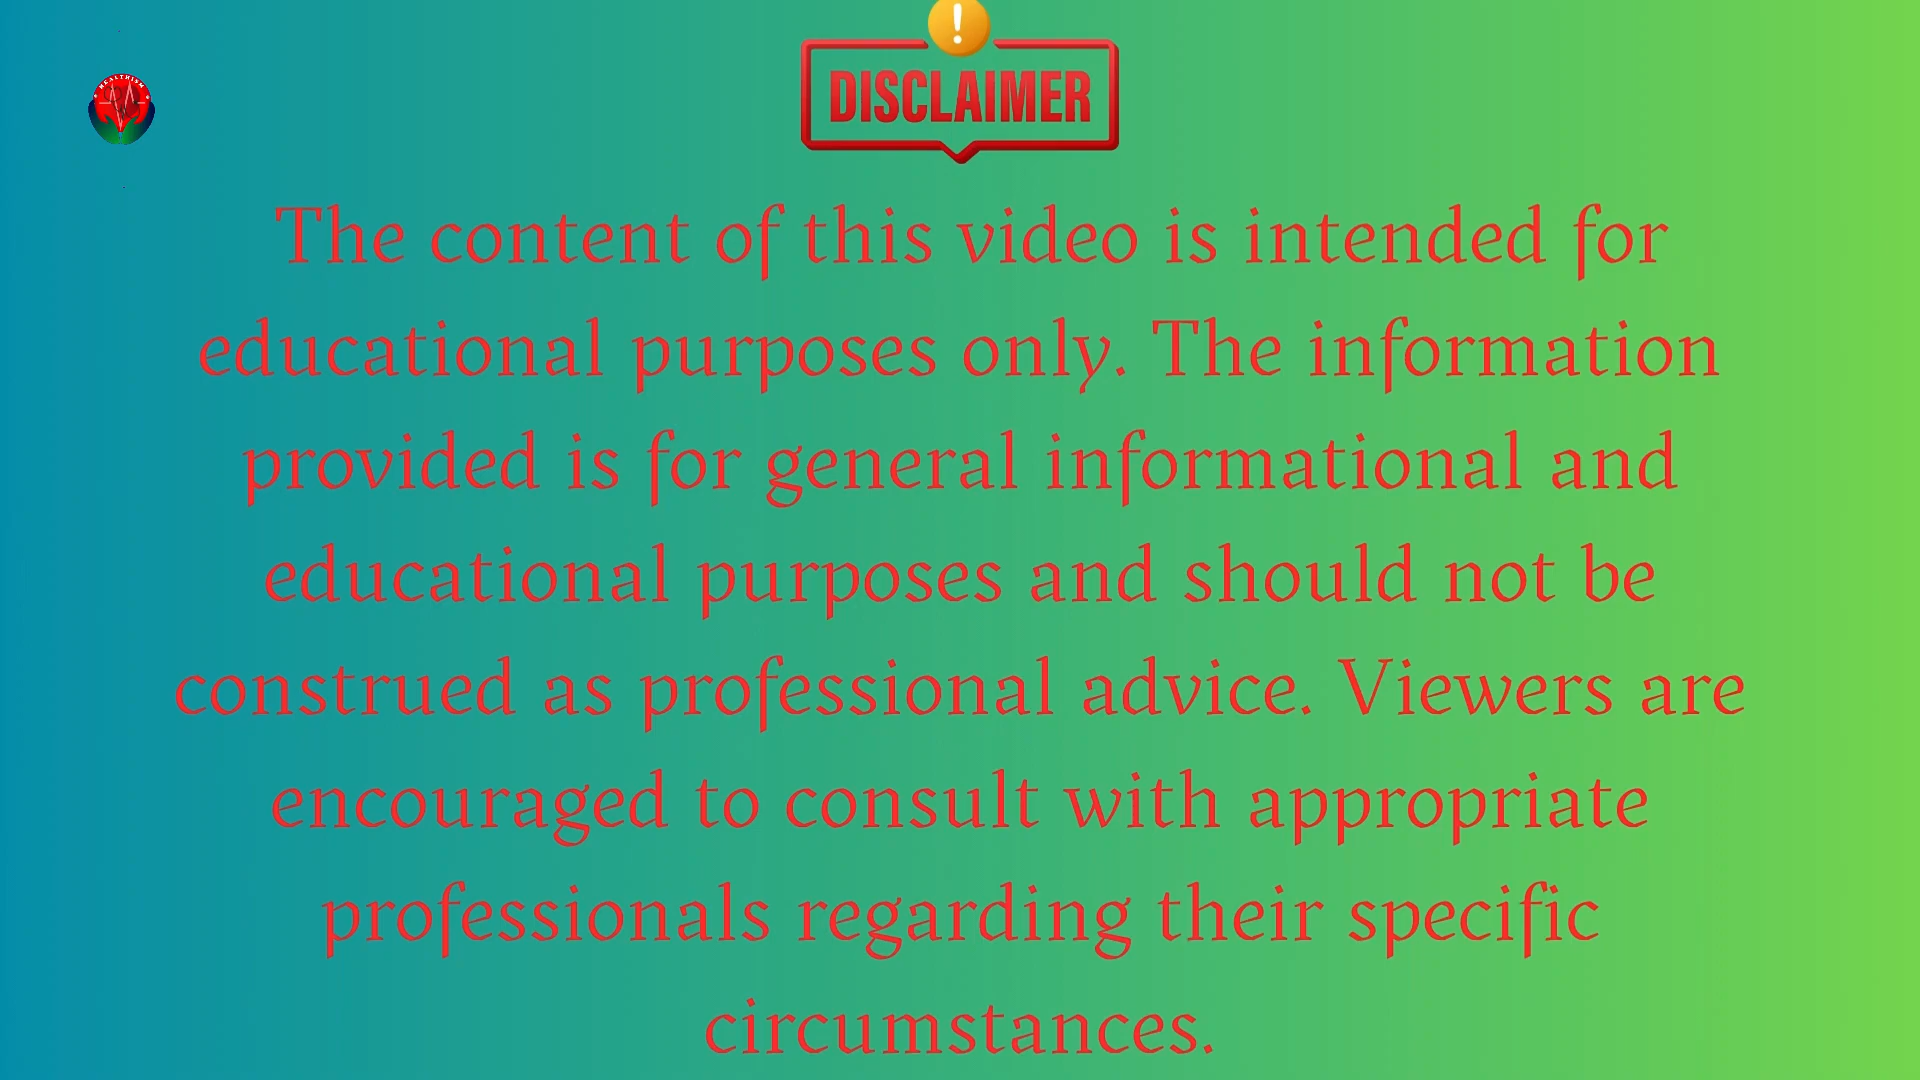 HEALTHISM
!
DISCLAIMER
The content of this video is intended for
educational purposes only. The information
provided is for general informational and
educational purposes and should not be
construed as professional advice. Viewers are
encouraged to consult with appropriate
professionals regarding their specific
circumstances.